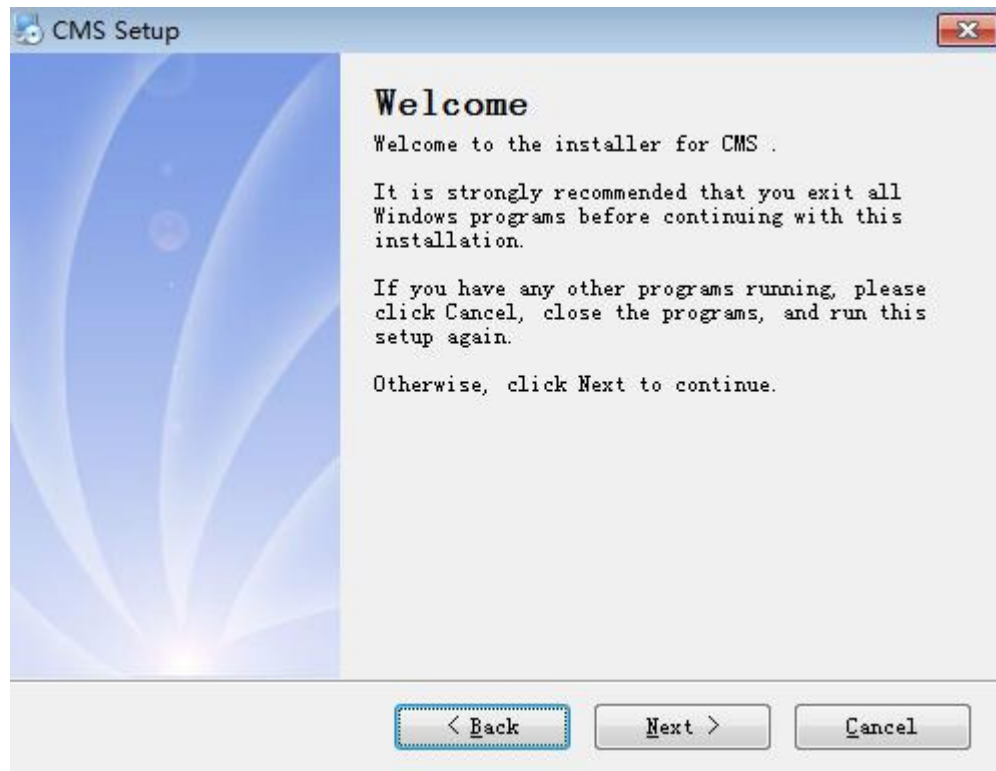 CMS Setup
Welcome
Welcome to the installer for CMS .
It is strongly recommended that you exit all
Windows programs before continuing with this
installation.
If you have any other programs running, please
click Cancel, close the programs, and run this
setup again.
Otherwise, click Next to continue.
< Back
Next >
Cancel